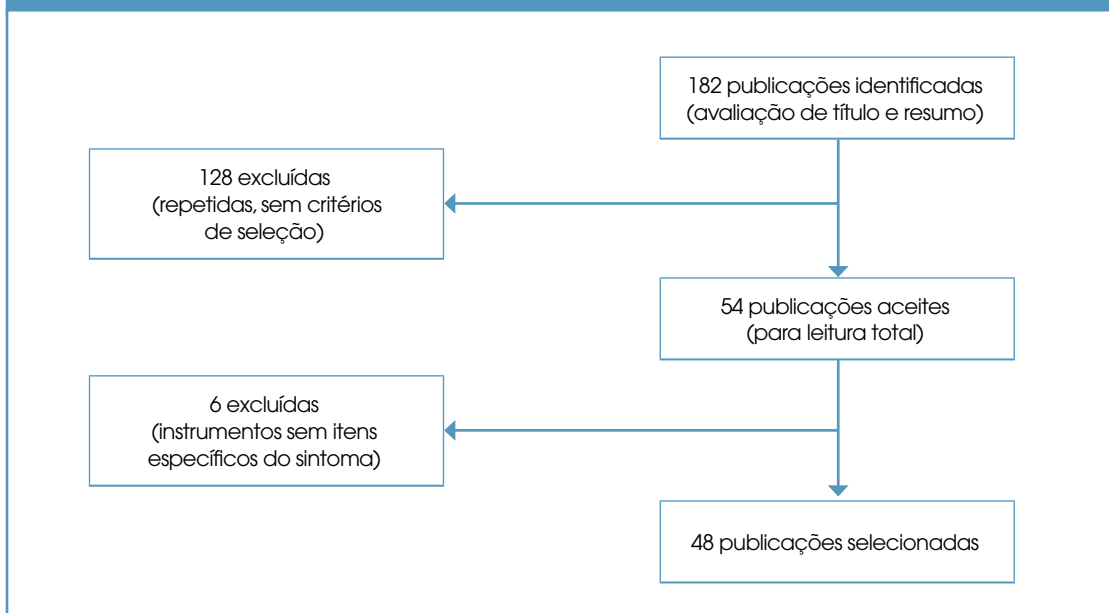 182 publicações identificadas
(avaliação de título e resumo)
128 excluídas
(repetidas, sem critérios
de seleção)
54 publicações aceites
(para leitura total)
6 excluídas
(instrumentos sem itens
específicos do sintoma)
48 publicações selecionadas